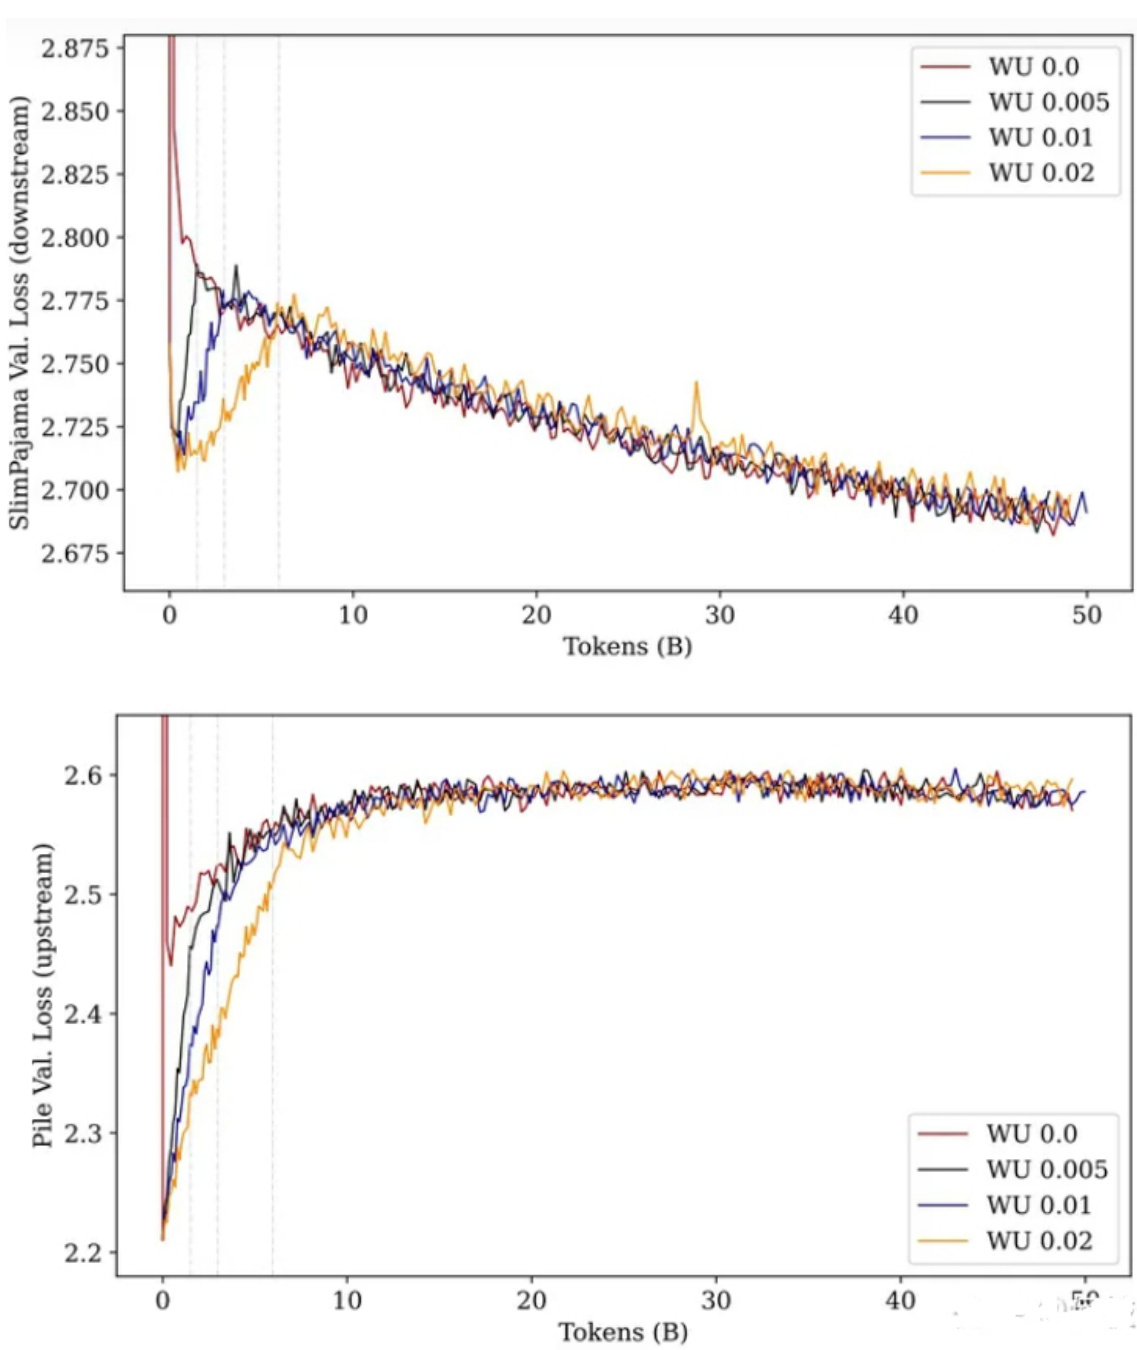 2.875
2.850
2.825
2.800
2.775
2.750
2.725
2.700
2.675
SlimPajama Val. Loss (downstream)
WU 0.0
WU 0.005
WU 0.01
WU 0.02
0 10 20 30 40 50
Tokens (B)
2.6
2.5
2.4
2.3
2.2
Pile Val. Loss (upstream)
WU 0.0
WU 0.005
WU 0.01
WU 0.02
0 10 20 30 40 50
Tokens (B)